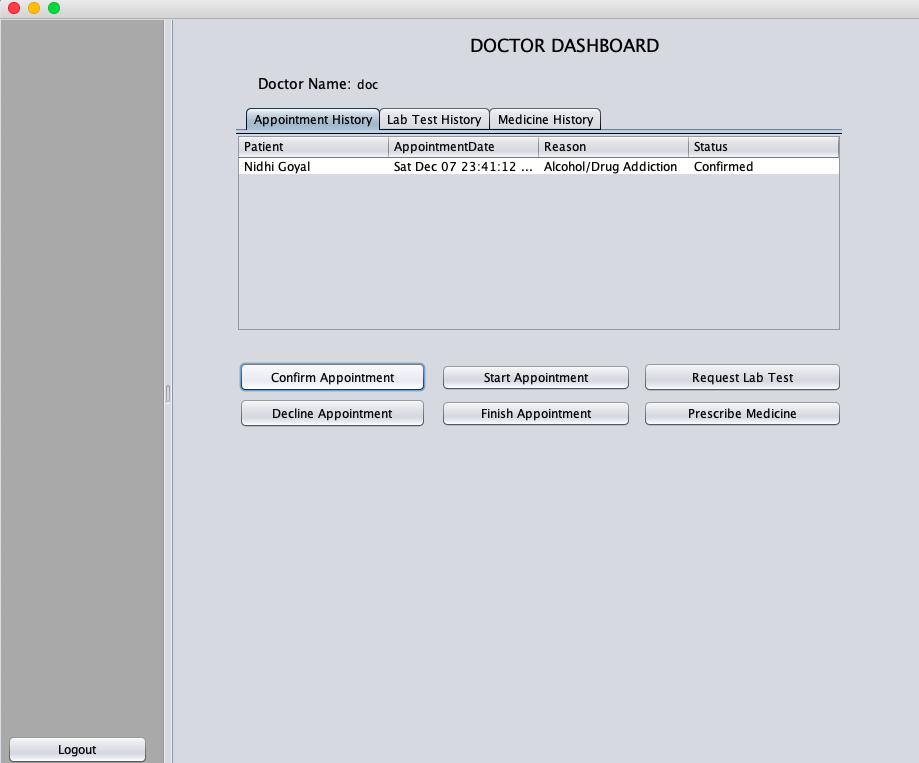 DOCTOR DASHBOARD
Doctor Name: doc
Appointment History Lab Test History Medicine History
Patient AppointmentDate Reason Status
Nidhi Goyal Sat Dec 07 23:41:12 ... Alcohol/Drug Addiction Confirmed
Confirm Appointment Start Appointment Request Lab Test
Decline Appointment Finish Appointment Prescribe Medicine
Logout